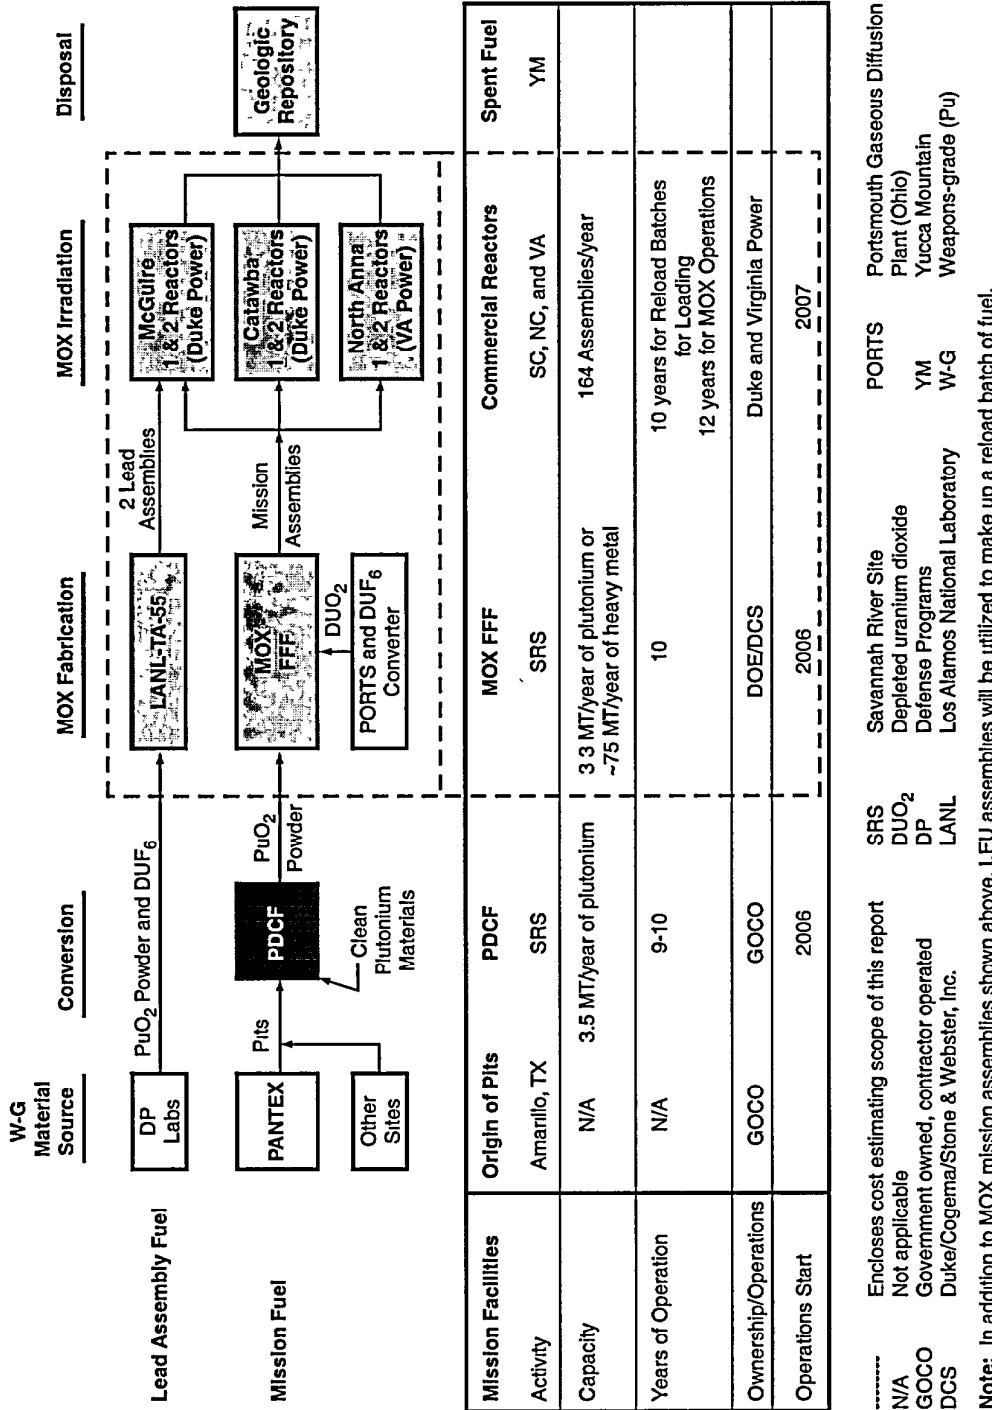 W-G
Material
Source
Conversion
MOX Fabrication
MOX Irradiation
Disposal
Lead Assembly Fuel
DP
Labs
PuO2 Powder and DUF6
LANL-TA-55
2 Lead
Assemblies
McGuire
1 & 2 Reactors
(Duke Power)
Mission Fuel
PANTEX
Pits
PDCF
PuO2
Powder
MOX
FFF
Mission
Assemblies
Catawba
1 & 2 Reactors
(Duke Power)
Geologic
Repository
Other
Sites
Clean
Plutonium
Materials
DUO2
PORTS and DUF6
Converter
North Anna
1 & 2 Reactors
(VA Power)
Mission Facilities Origin of Pits PDCF MOX FFF Commercial Reactors Spent Fuel
Activity Amarillo, TX SRS SRS SC, NC, and VA YM
Capacity N/A 3.5 MT/year of plutonium 3 3 MT/year of plutonium or 164 Assemblies/year
~75 MT/year of heavy metal
Years of Operation N/A 9-10 10 10 years for Reload Batches
for Loading
12 years for MOX Operations
Ownership/Operations GOCO GOCO DOE/DCS Duke and Virginia Power
Operations Start 2006 2006 2007
-------- Encloses cost estimating scope of this report SRS Savannah River Site PORTS Portsmouth Gaseous Diffusion
N/A Not applicable DUO2 Depleted uranium dioxide Plant (Ohio)
GOCO Government owned, contractor operated DP Defense Programs YM Yucca Mountain
DCS Duke/Cogema/Stone & Webster, Inc. LANL Los Alamos National Laboratory W-G Weapons-grade (Pu)
Note: In addition to MOX mission assemblies shown above, LEU assemblies will be utilized to make up a reload batch of fuel.